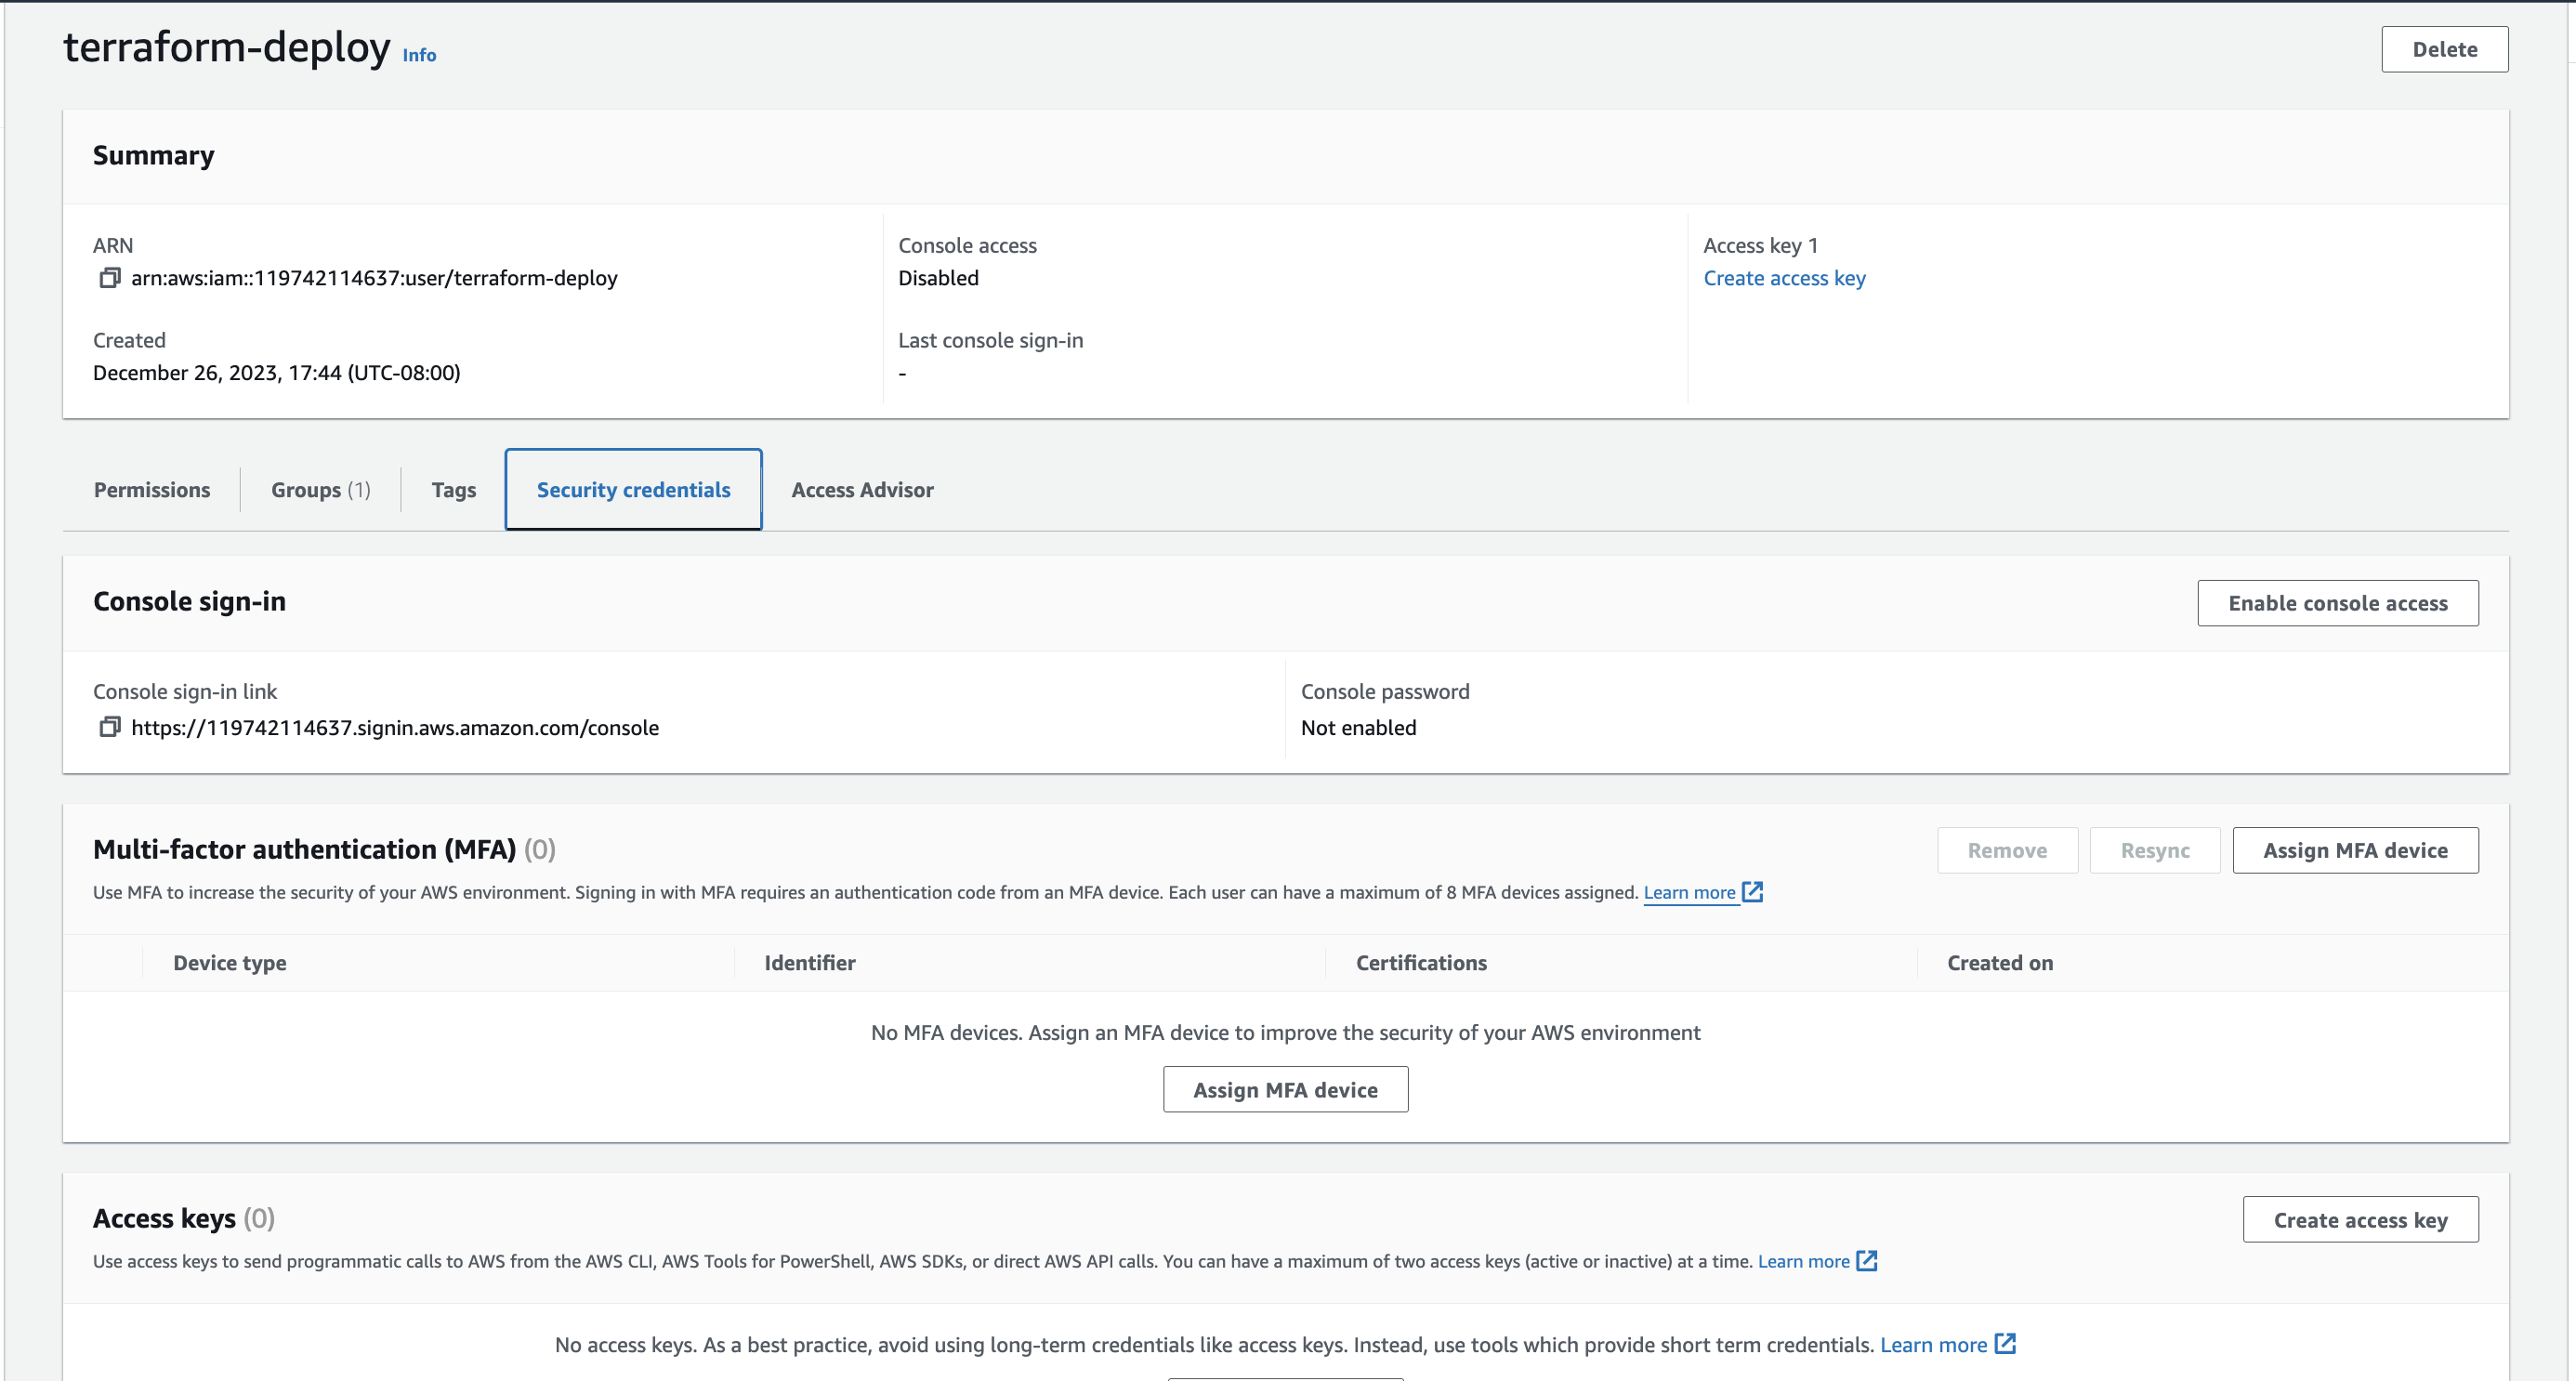 terraform-deploy Info
Delete
Summary
ARN
arn:aws:iam::119742114637:user/terraform-deploy
Created
December 26, 2023, 17:44 (UTC-08:00)
Console access
Disabled
Last console sign-in
-
Access key 1
Create access key
Permissions
Groups (1)
Tags
Security credentials
Access Advisor
Console sign-in
Enable console access
Console sign-in link
https://119742114637.signin.aws.amazon.com/console
Console password
Not enabled
Multi-factor authentication (MFA) (0)
Remove
Resync
Assign MFA device
Use MFA to increase the security of your AWS environment. Signing in with MFA requires an authentication code from an MFA device. Each user can have a maximum of 8 MFA devices assigned. Learn more
Device type
Identifier
Certifications
Created on
No MFA devices. Assign an MFA device to improve the security of your AWS environment
Assign MFA device
Access keys (0)
Create access key
Use access keys to send programmatic calls to AWS from the AWS CLI, AWS Tools for PowerShell, AWS SDKs, or direct AWS API calls. You can have a maximum of two access keys (active or inactive) at a time. Learn more
No access keys. As a best practice, avoid using long-term credentials like access keys. Instead, use tools which provide short term credentials. Learn more